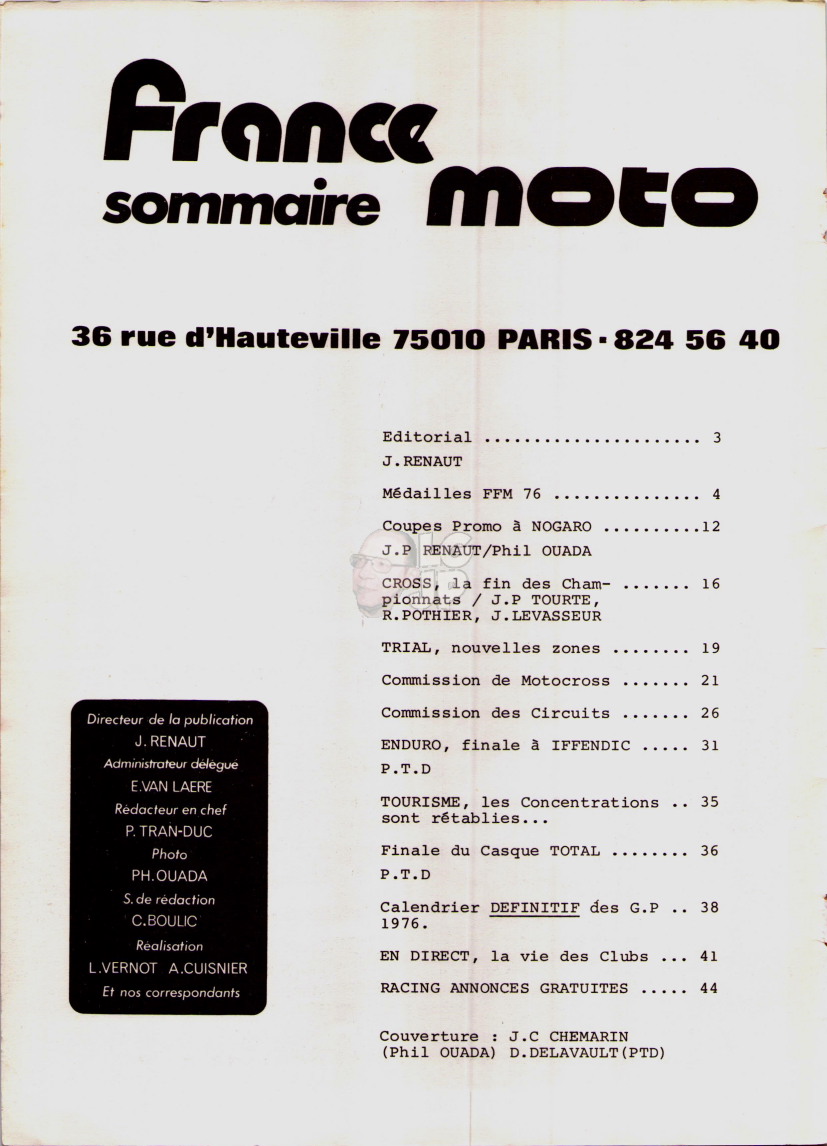 France
sommaire moto
36 rue d'Hauteville 75010 PARIS · 824 56 40
Editorial ...................... 3
J.RENAUT
Médailles FFM 76 ............... 4
Coupes Promo à NOGARO ..........12
J.P RENAUT/Phil OUADA
CROSS, la fin des Cham- ....... 16
pionnats / J.P TOURTE,
R.POTHIER, J.LEVASSEUR
TRIAL, nouvelles zones ........ 19
Commission de Motocross ....... 21
Commission des Circuits ....... 26
ENDURO, finale à IFFENDIC ..... 31
P.T.D
TOURISME, les Concentrations .. 35
sont rétablies...
Finale du Casque TOTAL ........ 36
P.T.D
Calendrier DEFINITIF des G.P .. 38
1976.
EN DIRECT, la vie des Clubs ... 41
RACING ANNONCES GRATUITES ..... 44
Couverture : J.C CHEMARIN
(Phil OUADA) D.DELAVAULT(PTD)
Directeur de la publication
J. RENAUT
Administrateur délégué
E.VAN LAERE
Rédacteur en chef
P. TRAN-DUC
Photo
PH.OUADA
S. de rédaction
C.BOULIC
Réalisation
L.VERNOT A.CUISNIER
Et nos correspondants